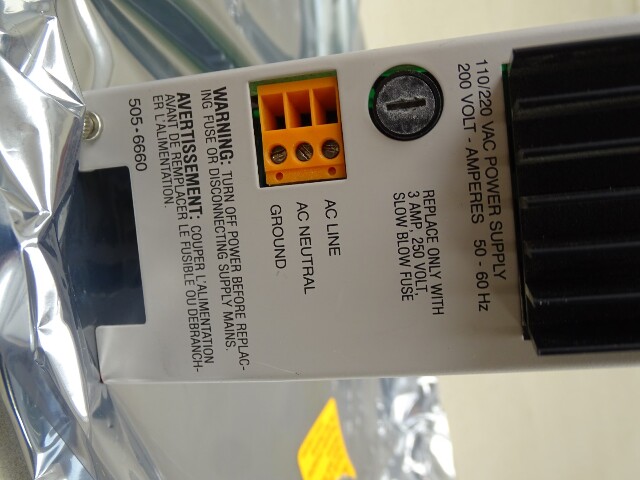 110/220 VAC POWER SUPPLY
200 VOLT - AMPERES 50 - 60 Hz
REPLACE ONLY WITH
3 AMP, 250 VOLT,
SLOW BLOW FUSE
AC LINE
AC NEUTRAL
GROUND
WARNING: TURN OFF POWER BEFORE REPLAC-
ING FUSE OR DISCONNECTING SUPPLY MAINS.
AVERTISSEMENT: COUPER L'ALIMENTATION
AVANT DE REMPLACER LE FUSIBLE OU DEBRANCH-
ER L'ALIMENTATION
505-6660